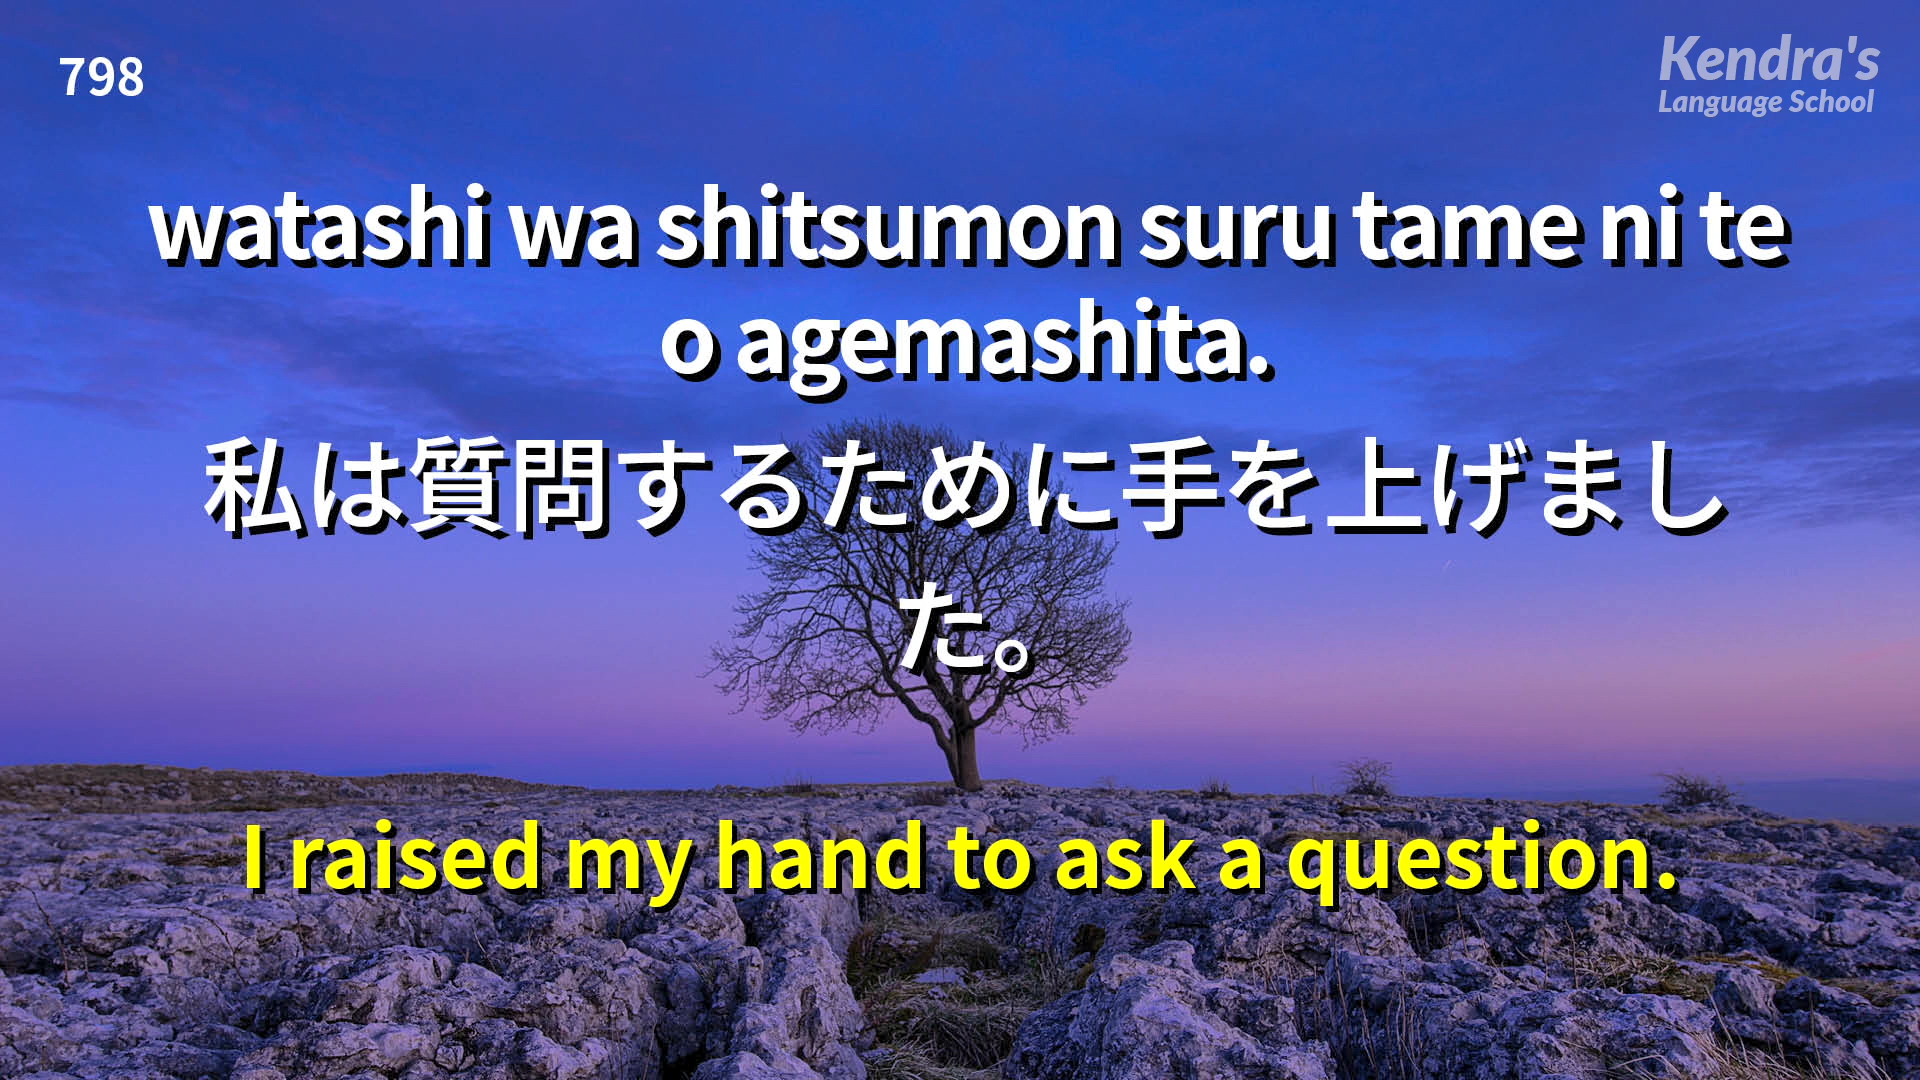 798
Kendra's
Language School
watashi wa shitsumon suru tame ni te
o agemashita.
私は質問するために手を上げまし
た。
I raised my hand to ask a question.